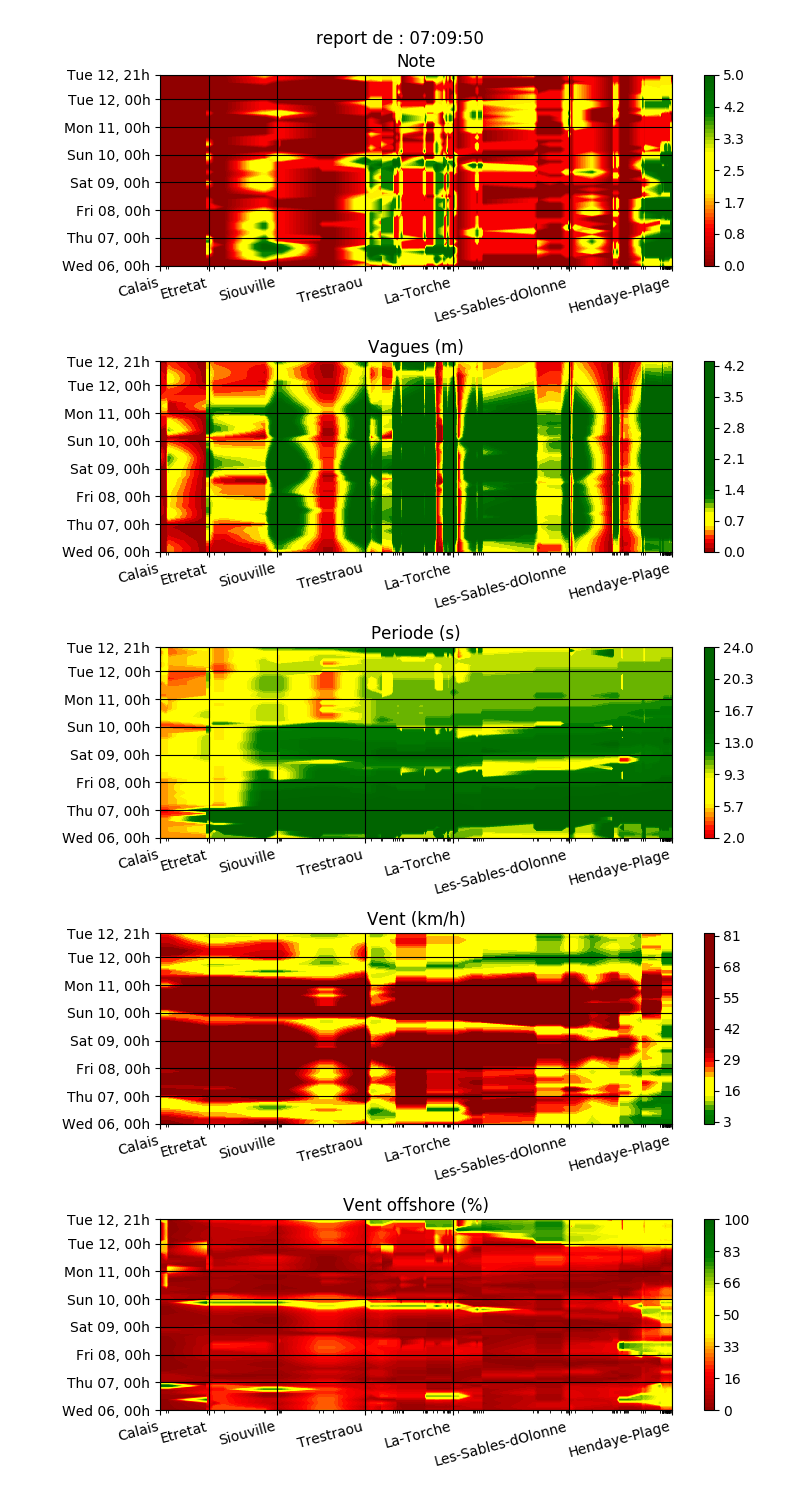 report de : 07:09:50
Note
Tue 12, 21h
Tue 12, 00h
Mon 11, 00h
Sun 10, 00h
Sat 09, 00h
Fri 08, 00h
Thu 07, 00h
Wed 06, 00h
Calais
Etretat
Siouville
Trestraou
La-Torche
Les-Sables-dOlonne
Hendaye-Plage
5.0
4.2
3.3
2.5
1.7
0.8
0.0
Vagues (m)
Tue 12, 21h
Tue 12, 00h
Mon 11, 00h
Sun 10, 00h
Sat 09, 00h
Fri 08, 00h
Thu 07, 00h
Wed 06, 00h
Calais
Etretat
Siouville
Trestraou
La-Torche
Les-Sables-dOlonne
Hendaye-Plage
4.2
3.5
2.8
2.1
1.4
0.7
0.0
Periode (s)
Tue 12, 21h
Tue 12, 00h
Mon 11, 00h
Sun 10, 00h
Sat 09, 00h
Fri 08, 00h
Thu 07, 00h
Wed 06, 00h
Calais
Etretat
Siouville
Trestraou
La-Torche
Les-Sables-dOlonne
Hendaye-Plage
24.0
20.3
16.7
13.0
9.3
5.7
2.0
Vent (km/h)
Tue 12, 21h
Tue 12, 00h
Mon 11, 00h
Sun 10, 00h
Sat 09, 00h
Fri 08, 00h
Thu 07, 00h
Wed 06, 00h
Calais
Etretat
Siouville
Trestraou
La-Torche
Les-Sables-dOlonne
Hendaye-Plage
81
68
55
42
29
16
3
Vent offshore (%)
Tue 12, 21h
Tue 12, 00h
Mon 11, 00h
Sun 10, 00h
Sat 09, 00h
Fri 08, 00h
Thu 07, 00h
Wed 06, 00h
Calais
Etretat
Siouville
Trestraou
La-Torche
Les-Sables-dOlonne
Hendaye-Plage
100
83
66
50
33
16
0